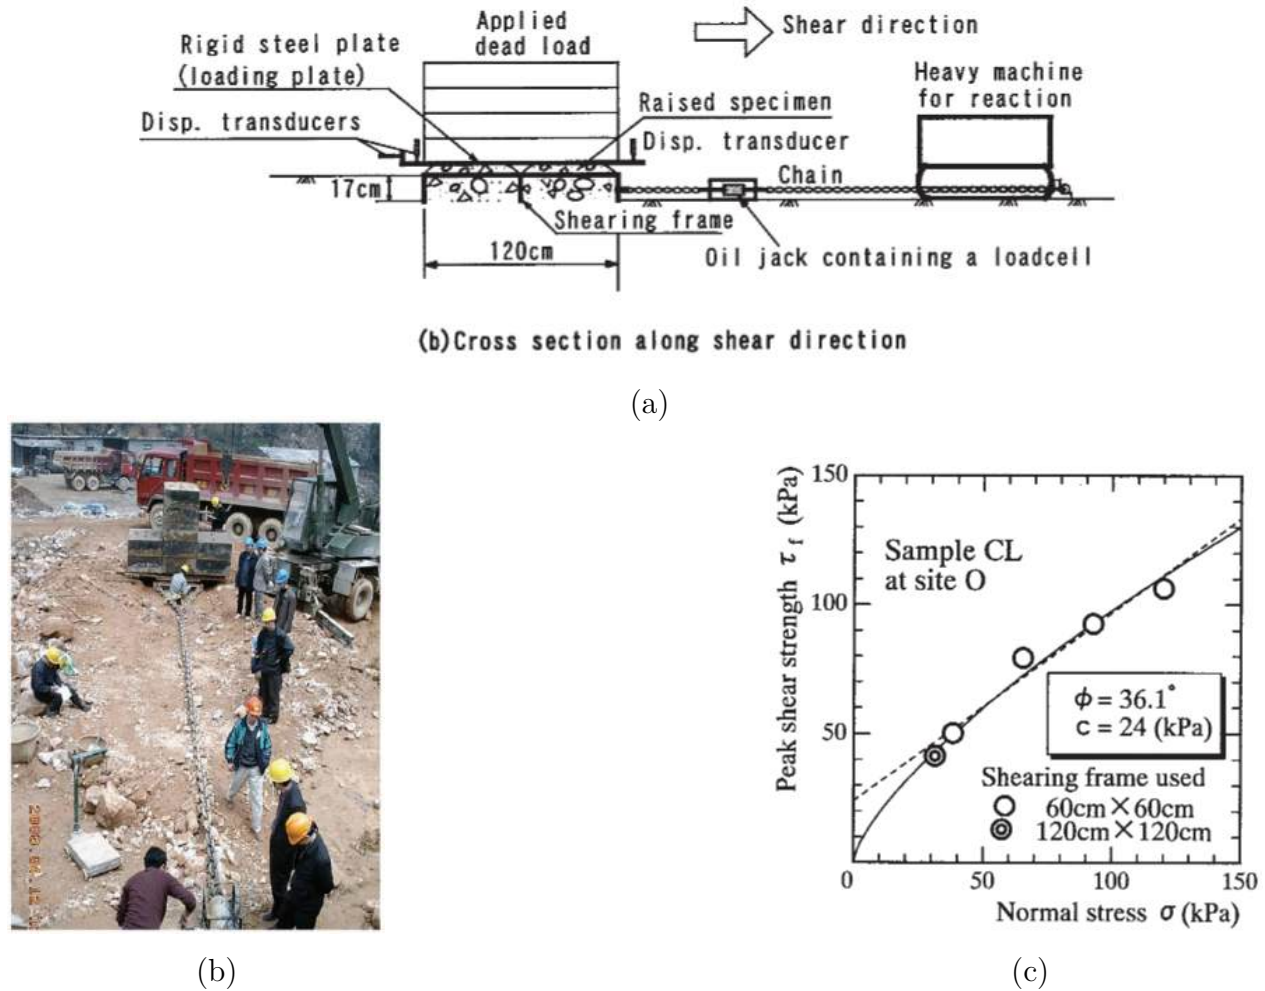 Applied
dead load
Rigid steel plate
(loading plate)
Shear direction
Heavy machine
for reaction
Raised specimen
Disp. transducers
Disp. transducer
Chain
17cm
Shearing frame
120cm
Oil jack containing a loadcell
(b)Cross section along shear direction
(a)
(b)
Peak shear strength τf (kPa)
150
100
50
Sample CL
at site O
ϕ = 36.1°
c = 24 (kPa)
Shearing frame used
60cm×60cm
120cm×120cm
0
50
100
150
Normal stress σ (kPa)
(c)